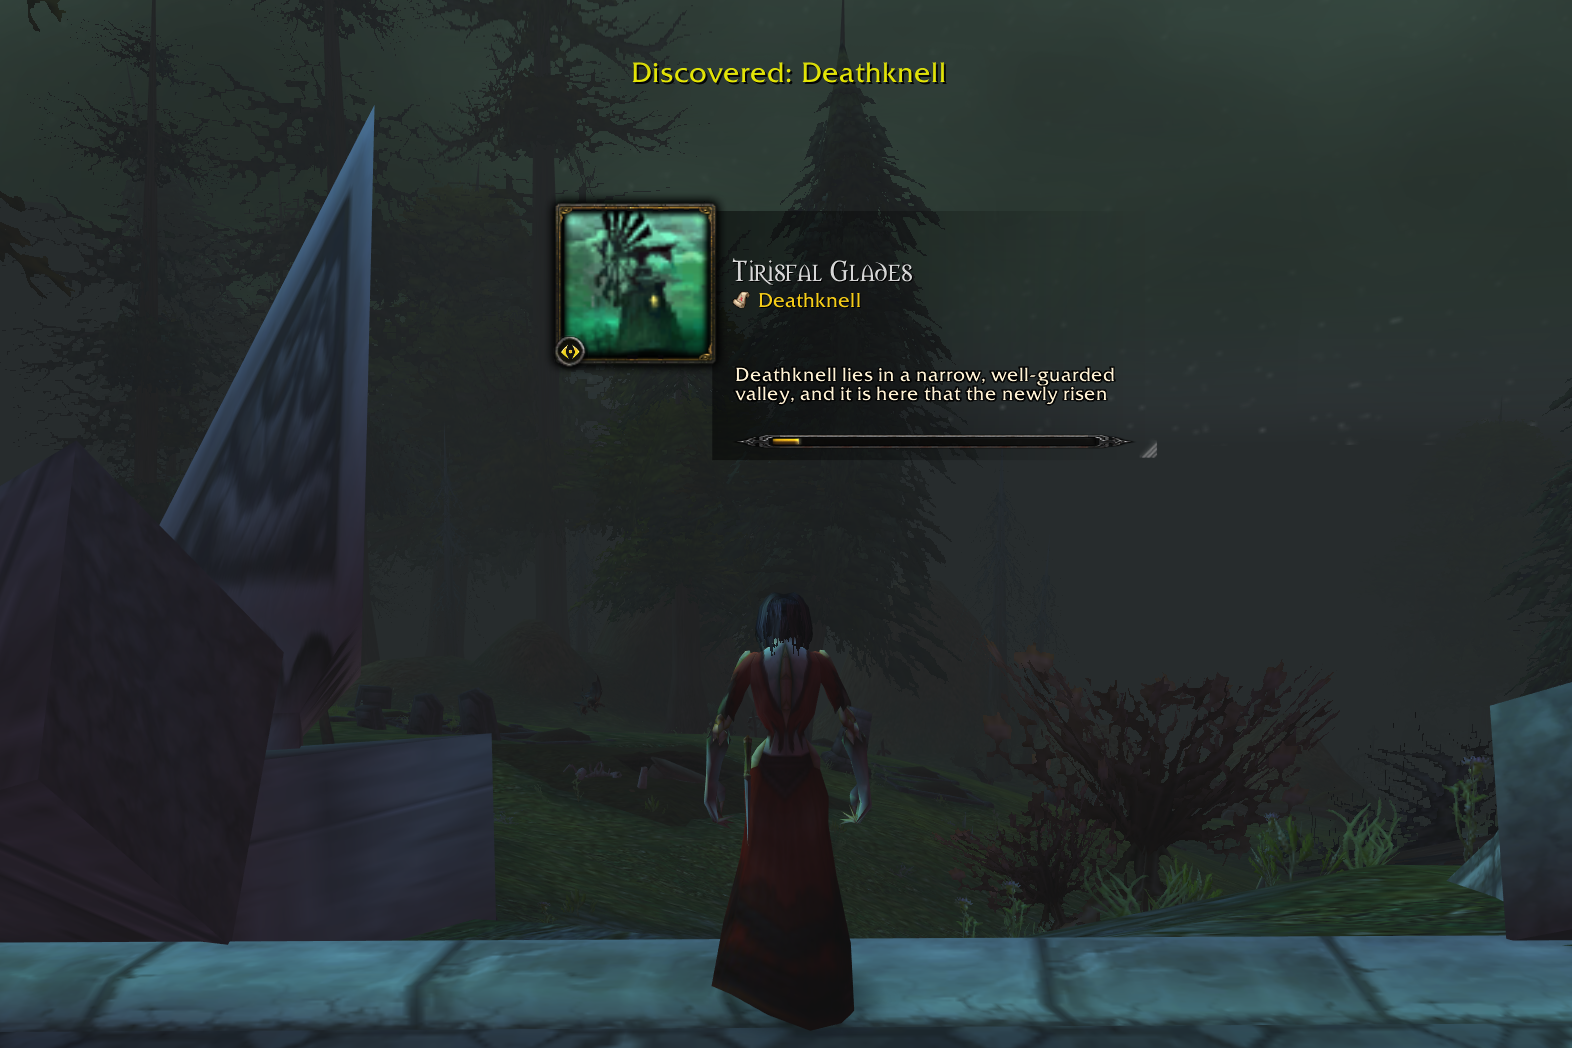 Discovered: Deathknell
Tirisfal Glades
Deathknell
Deathknell lies in a narrow, well-guarded
valley, and it is here that the newly risen